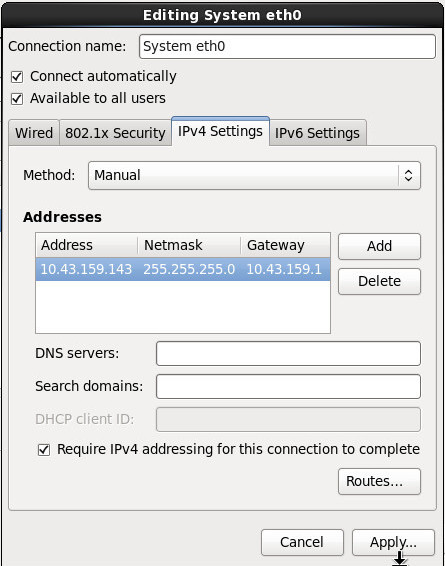 Editing System eth0
Connection name: System eth0
Connect automatically
Available to all users
Wired 802.1x Security IPv4 Settings IPv6 Settings
Method: Manual
Addresses
Address Netmask Gateway Add
10.43.159.143 255.255.255.0 10.43.159.1
Delete
DNS servers:
Search domains:
DHCP client ID:
Require IPv4 addressing for this connection to complete
Routes...
Cancel Apply...